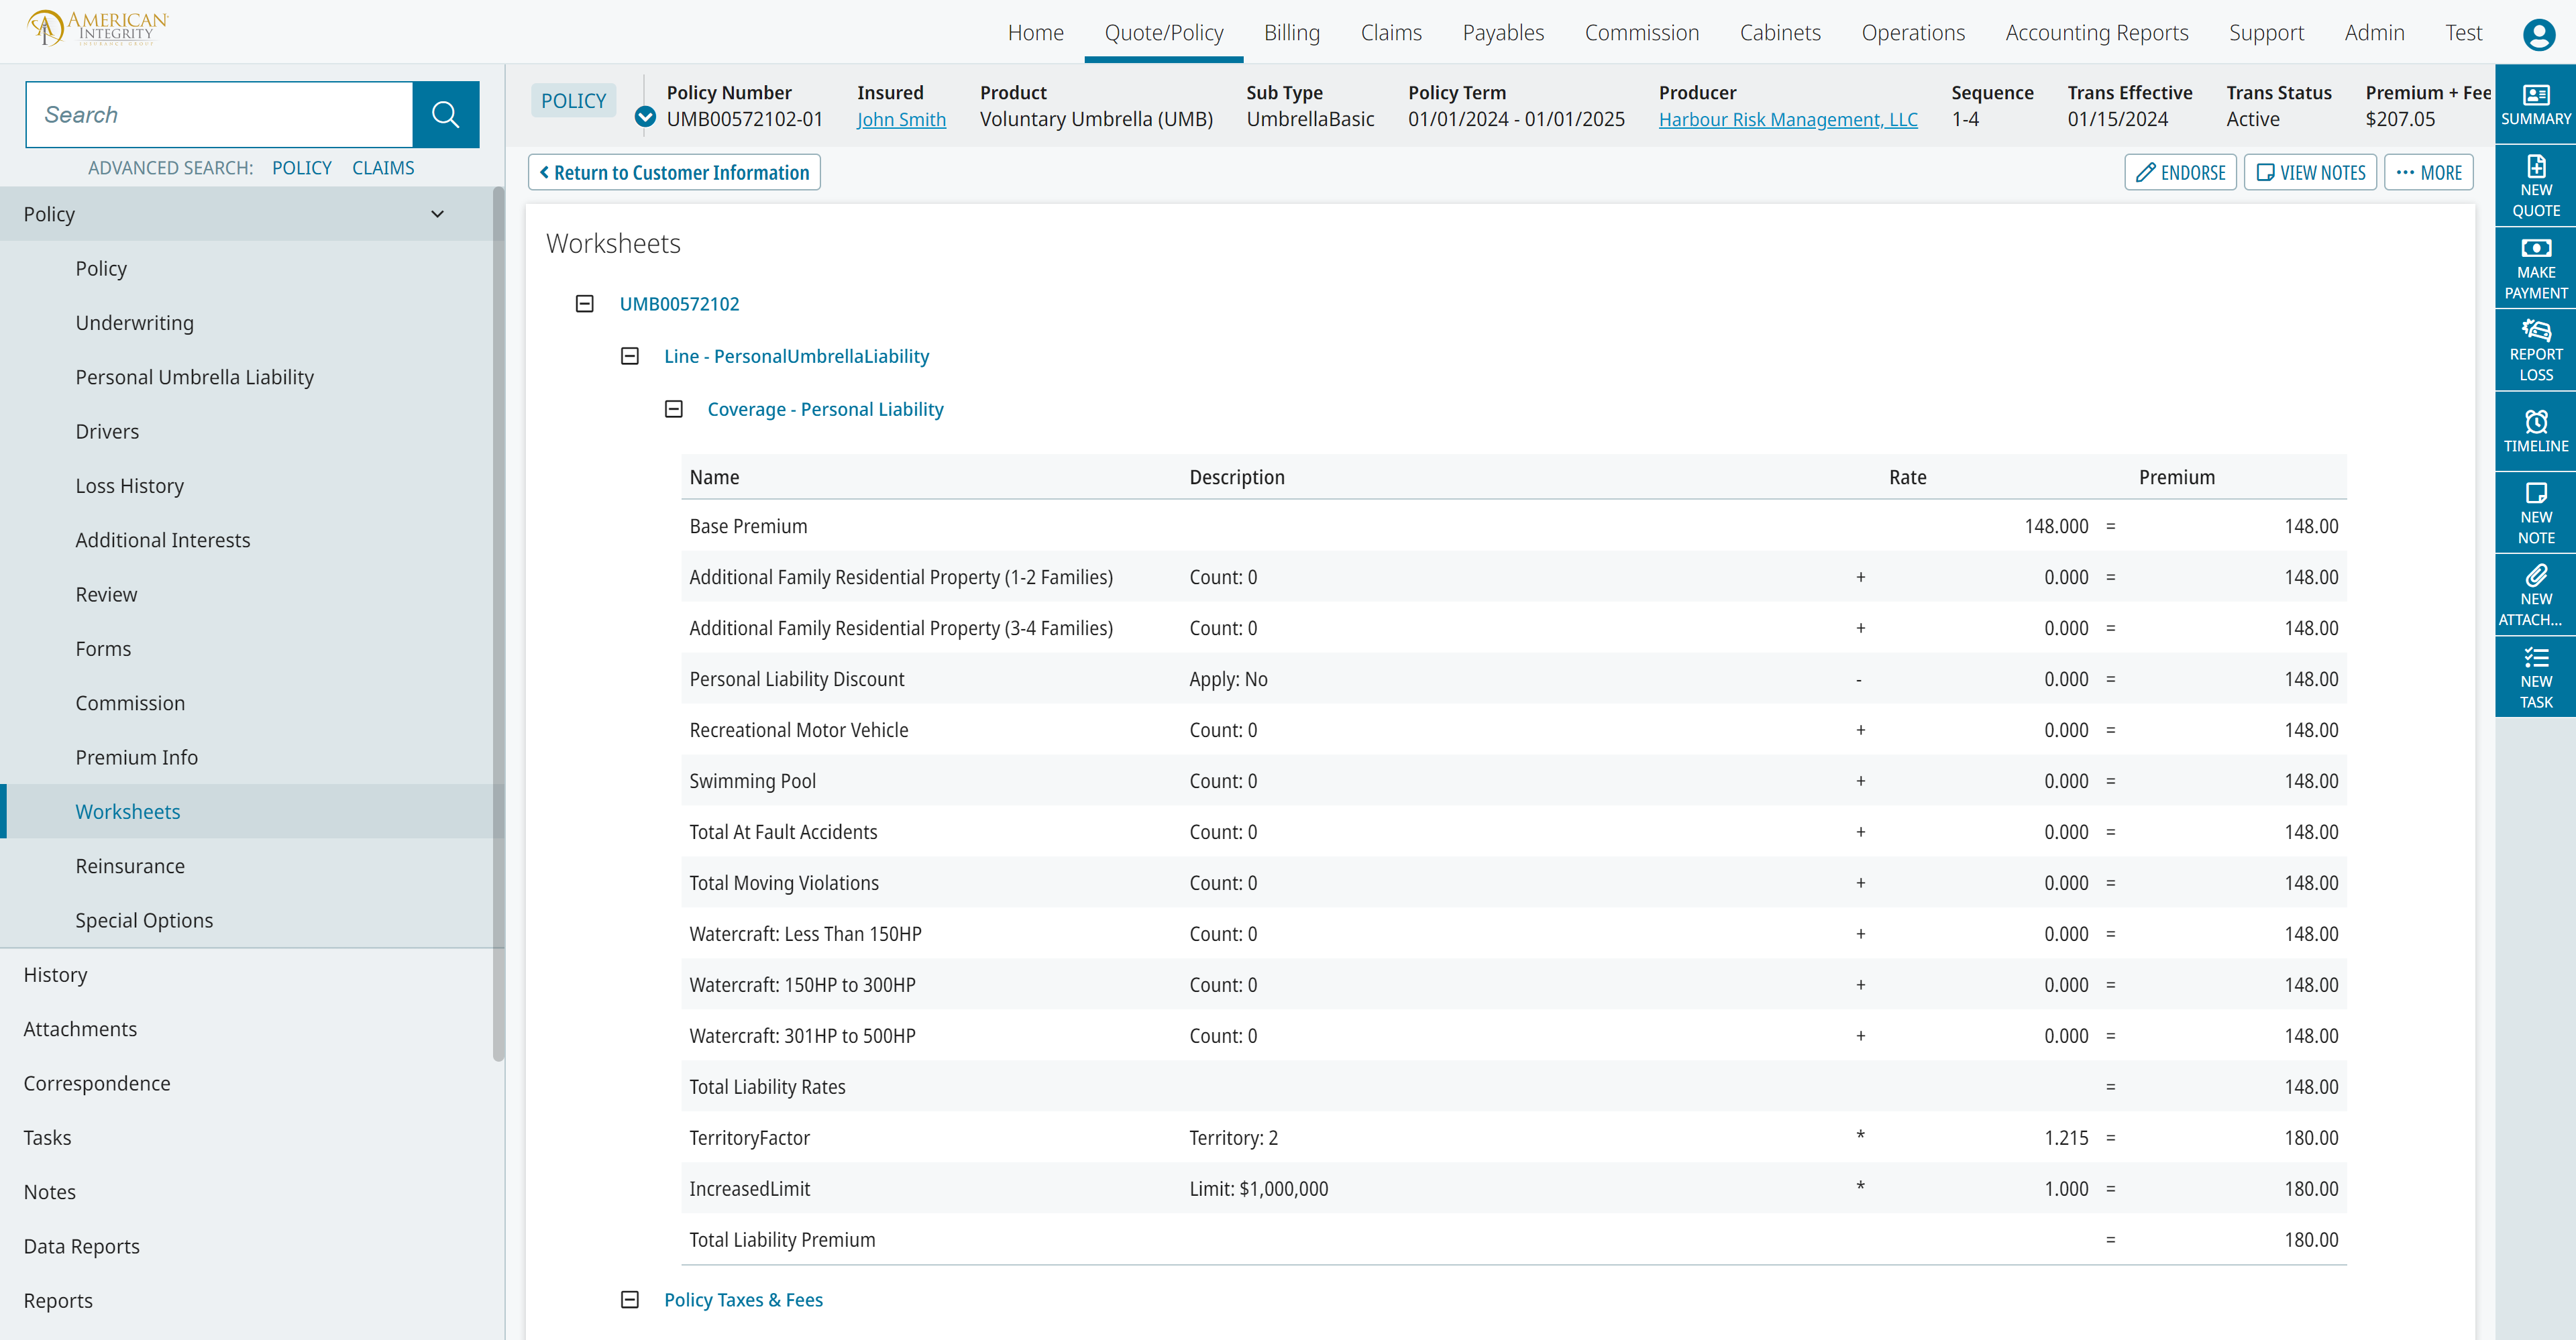 AMERICAN
INTEGRITY
INSURANCE GROUP
Home Quote/Policy Billing Claims Payables Commission Cabinets Operations Accounting Reports Support Admin Test
Search
ADVANCED SEARCH: POLICY CLAIMS
Policy
Policy
Underwriting
Personal Umbrella Liability
Drivers
Loss History
Additional Interests
Review
Forms
Commission
Premium Info
Worksheets
Reinsurance
Special Options
History
Attachments
Correspondence
Tasks
Notes
Data Reports
Reports
POLICY
Policy Number Insured Product Sub Type Policy Term Producer Sequence Trans Effective Trans Status Premium + Fee
UMB00572102-01 John Smith Voluntary Umbrella (UMB) UmbrellaBasic 01/01/2024 - 01/01/2025 Harbour Risk Management, LLC 1-4 01/15/2024 Active $207.05
Return to Customer Information
ENDORSE VIEW NOTES ··· MORE
Worksheets
UMB00572102
Line - PersonalUmbrellaLiability
Coverage - Personal Liability
Name Description Rate Premium
Base Premium 148.000 = 148.00
Additional Family Residential Property (1-2 Families) Count: 0 + 0.000 = 148.00
Additional Family Residential Property (3-4 Families) Count: 0 + 0.000 = 148.00
Personal Liability Discount Apply: No - 0.000 = 148.00
Recreational Motor Vehicle Count: 0 + 0.000 = 148.00
Swimming Pool Count: 0 + 0.000 = 148.00
Total At Fault Accidents Count: 0 + 0.000 = 148.00
Total Moving Violations Count: 0 + 0.000 = 148.00
Watercraft: Less Than 150HP Count: 0 + 0.000 = 148.00
Watercraft: 150HP to 300HP Count: 0 + 0.000 = 148.00
Watercraft: 301HP to 500HP Count: 0 + 0.000 = 148.00
Total Liability Rates = 148.00
TerritoryFactor Territory: 2 * 1.215 = 180.00
IncreasedLimit Limit: $1,000,000 * 1.000 = 180.00
Total Liability Premium = 180.00
Policy Taxes & Fees
SUMMARY
NEW
QUOTE
MAKE
PAYMENT
REPORT
LOSS
TIMELINE
NEW
NOTE
NEW
ATTACH...
NEW
TASK